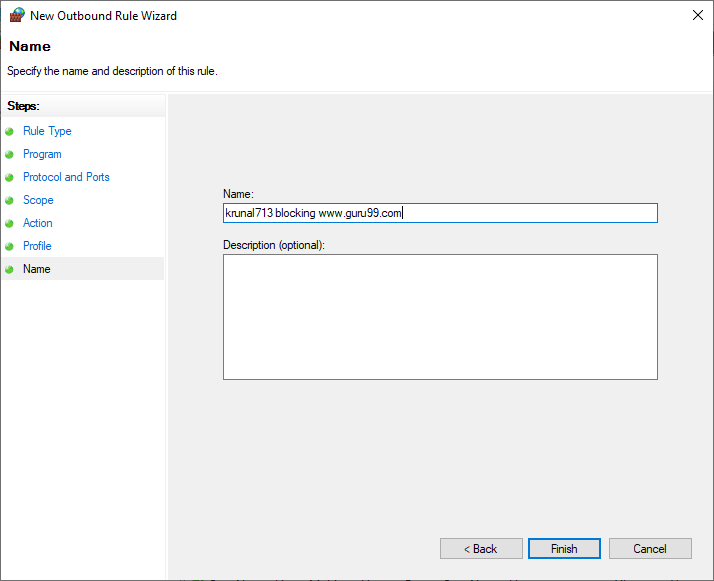 New Outbound Rule Wizard
Name
Specify the name and description of this rule.
Steps:
Rule Type
Program
Protocol and Ports
Scope
Action
Profile
Name
Name:
krunal713 blocking www.guru99.com
Description (optional):
< Back
Finish
Cancel